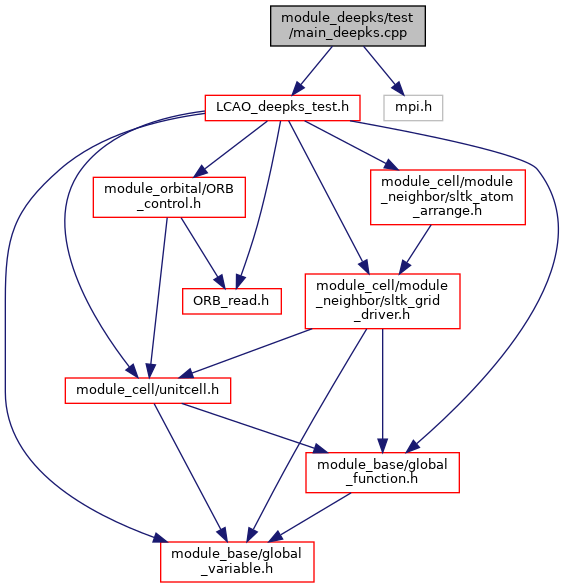 module_deepks/test
/main_deepks.cpp
LCAO_deepks_test.h
mpi.h
module_orbital/ORB
_control.h
module_cell/module
_neighbor/sltk_atom
_arrange.h
ORB_read.h
module_cell/module
_neighbor/sltk_grid
_driver.h
module_cell/unitcell.h
module_base/global
_function.h
module_base/global
_variable.h